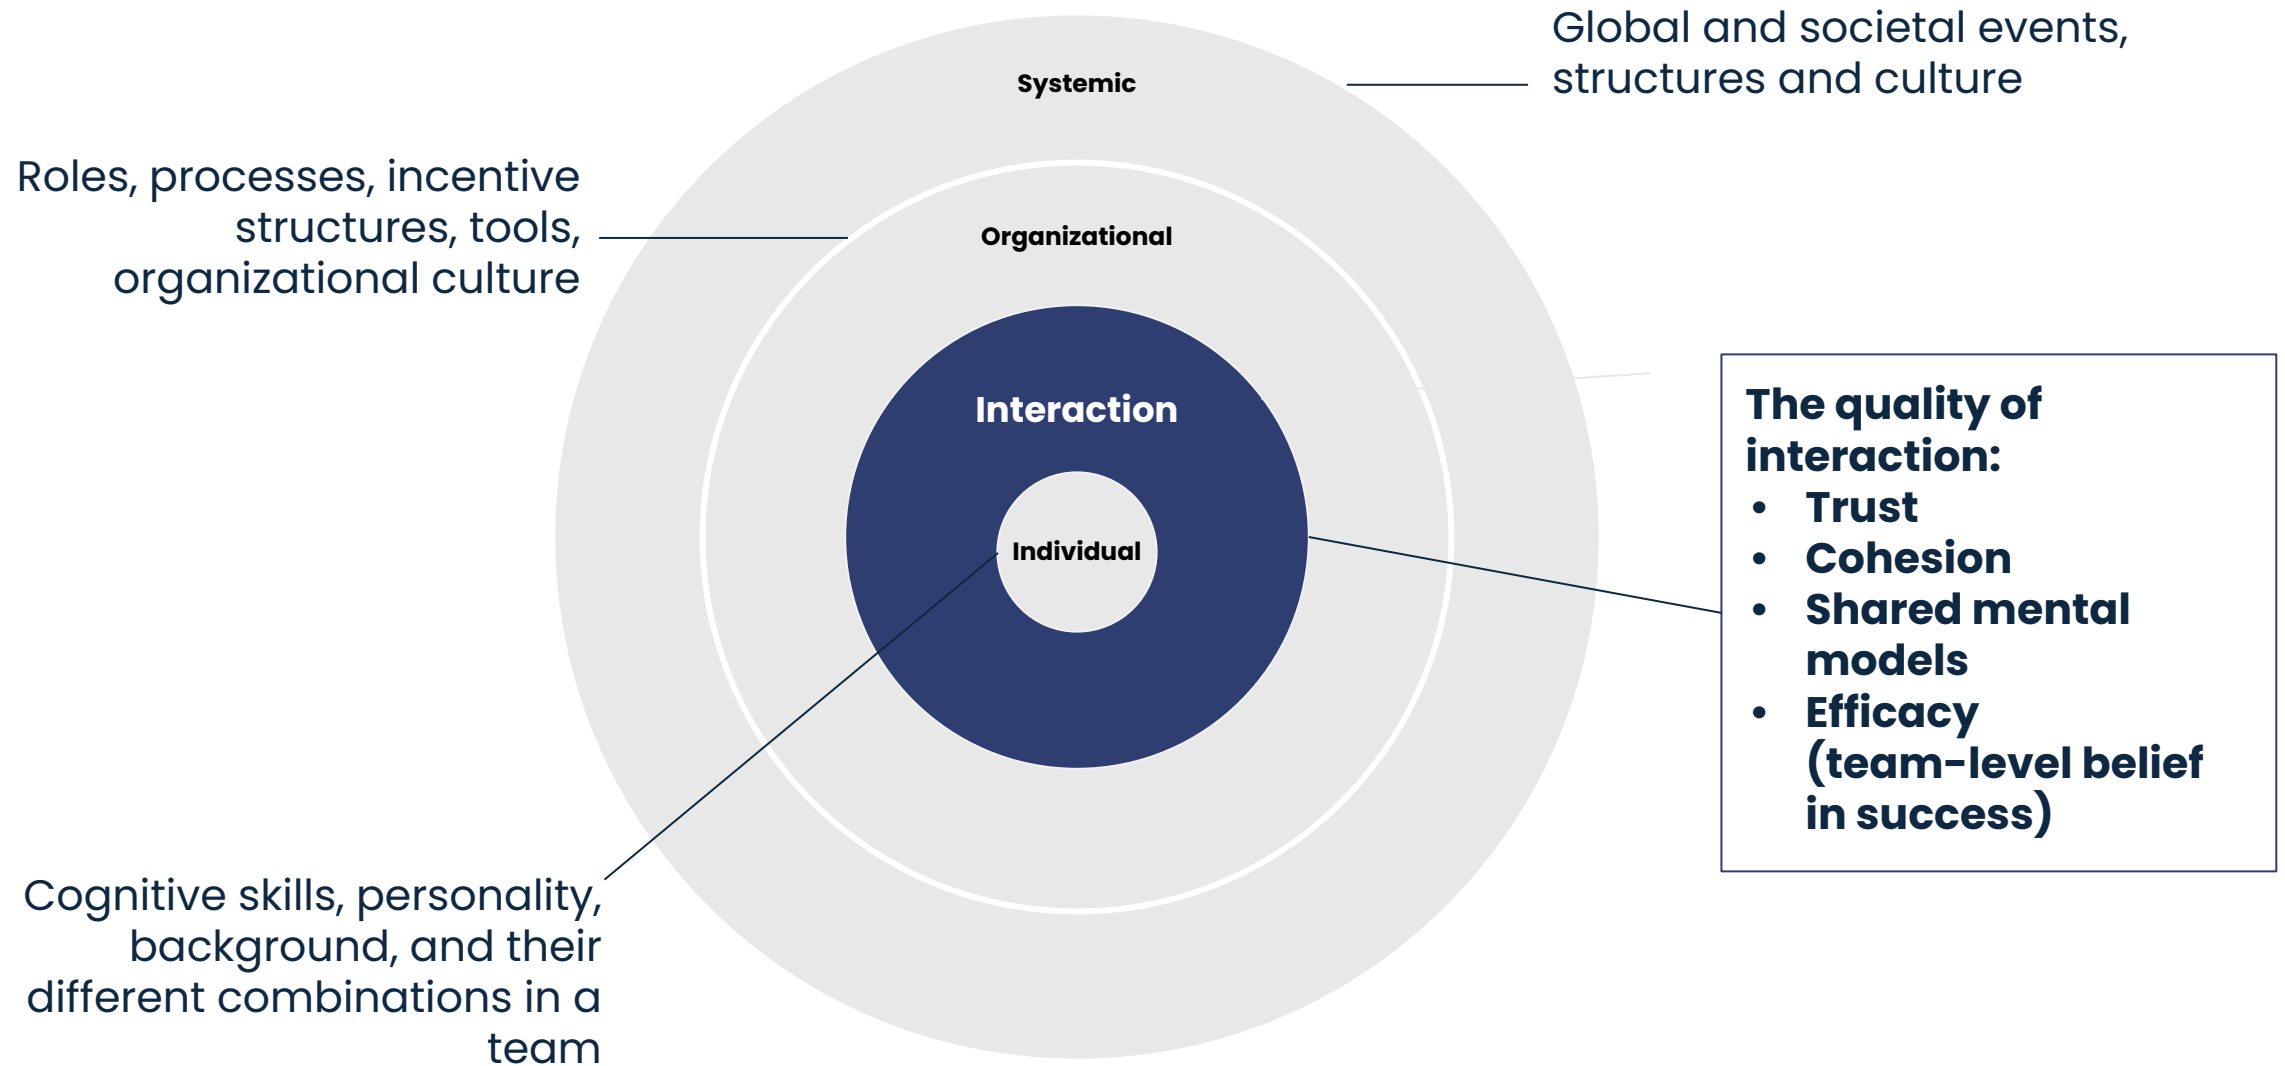 Global and societal events,
structures and culture
Systemic
Roles, processes, incentive
structures, tools,
organizational culture
Organizational
Interaction
Individual
The quality of
interaction:
• Trust
• Cohesion
• Shared mental
models
• Efficacy
(team-level belief
in success)
Cognitive skills, personality,
background, and their
different combinations in a
team